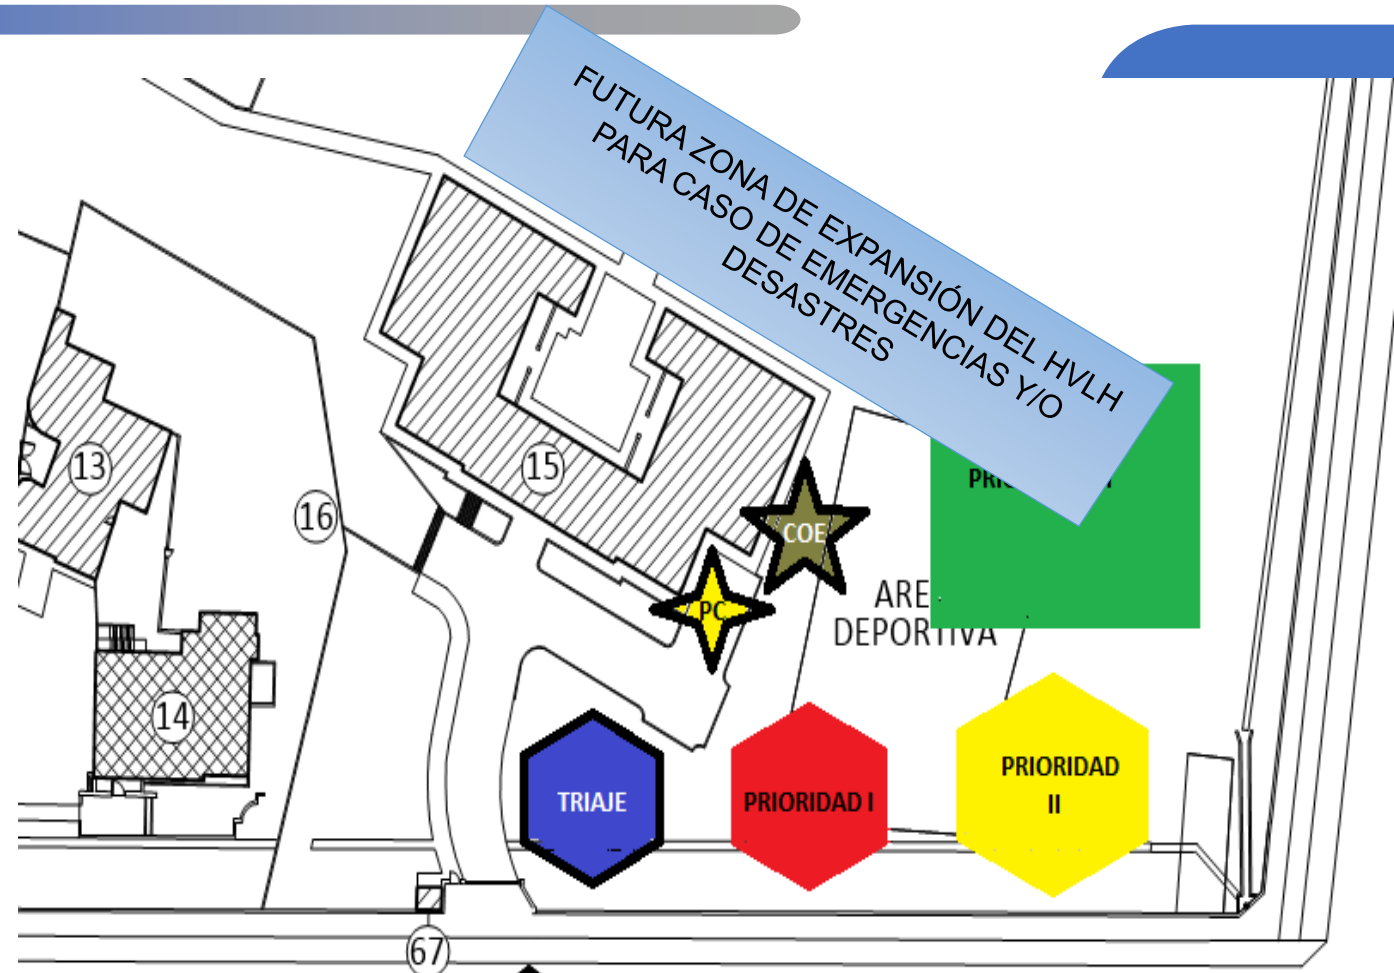 FUTURA ZONA DE EXPANSIÓN DEL HVLH
PARA CASO DE EMERGENCIAS Y/O
DESASTRES
13
15
16
COE
PC
ARE
DEPORTIVA
14
TRIAJE
PRIORIDAD I
PRIORIDAD
II
67